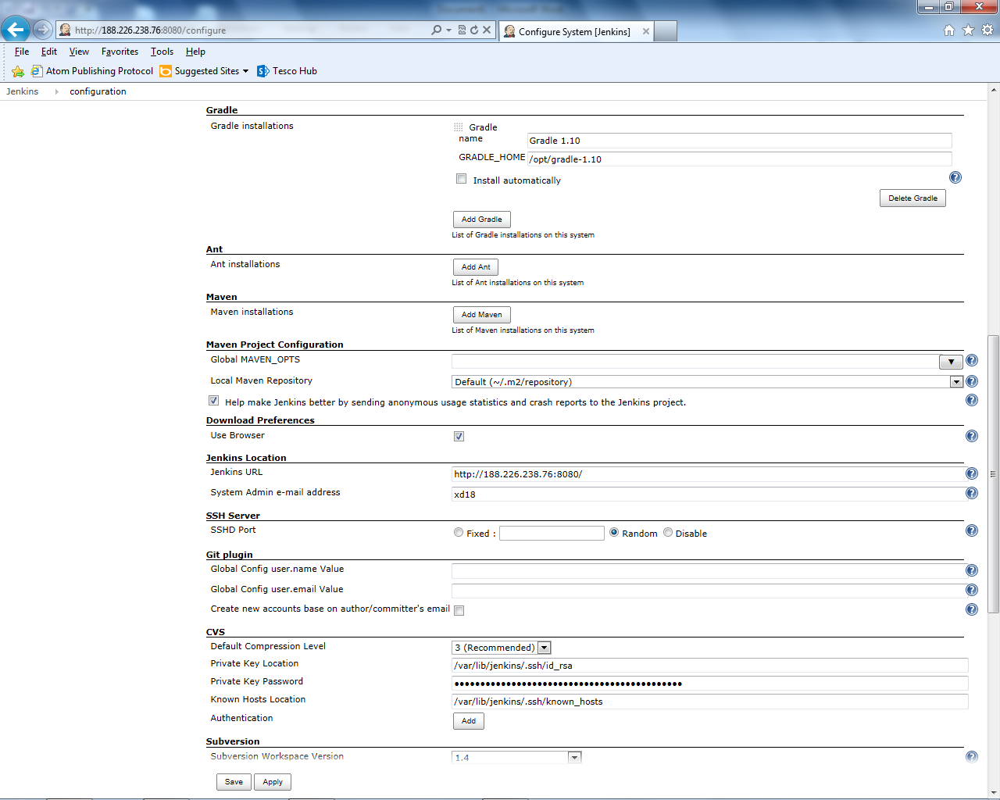 http://188.226.238.76:8080/configure
Configure System [Jenkins]
File Edit View Favorites Tools Help
Atom Publishing Protocol Suggested Sites Tesco Hub
Jenkins configuration
Gradle
Gradle installations
Gradle
name Gradle 1.10
GRADLE_HOME /opt/gradle-1.10
Install automatically
Delete Gradle
Add Gradle
List of Gradle installations on this system
Ant
Ant installations Add Ant
List of Ant installations on this system
Maven
Maven installations Add Maven
List of Maven installations on this system
Maven Project Configuration
Global MAVEN_OPTS
Local Maven Repository Default (~/.m2/repository)
Help make Jenkins better by sending anonymous usage statistics and crash reports to the Jenkins project.
Download Preferences
Use Browser
Jenkins Location
Jenkins URL http://188.226.238.76:8080/
System Admin e-mail address xd18
SSH Server
SSHD Port Fixed : Random Disable
Git plugin
Global Config user.name Value
Global Config user.email Value
Create new accounts base on author/committer's email
CVS
Default Compression Level 3 (Recommended)
Private Key Location /var/lib/jenkins/.ssh/id_rsa
Private Key Password ●●●●●●●●●●●●●●●●●●●●●●●●●●●●●●●●●●●●●●●●●●●●
Known Hosts Location /var/lib/jenkins/.ssh/known_hosts
Authentication Add
Subversion
Subversion Workspace Version 1.4
Save Apply